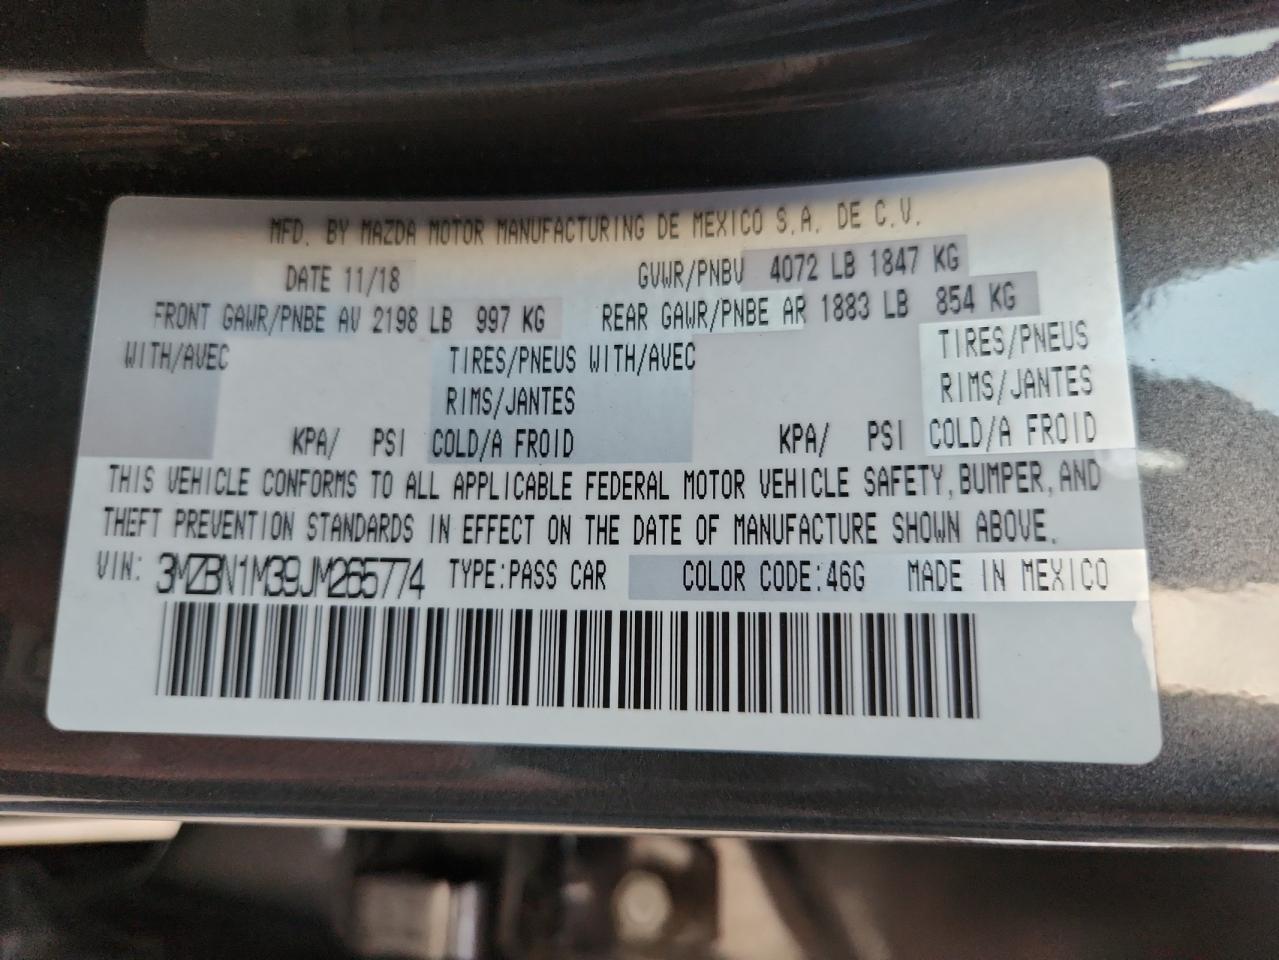 MFD. BY MAZDA MOTOR MANUFACTURING DE MEXICO S.A. DE C.V.
DATE 11/18 GVWR/PNBV 4072 LB 1847 KG
FRONT GAWR/PNBE AV 2198 LB 997 KG REAR GAWR/PNBE AR 1883 LB 854 KG
WITH/AVEC TIRES/PNEUS WITH/AVEC TIRES/PNEUS
RIMS/JANTES RIMS/JANTES
KPA/ PSI COLD/A FROID KPA/ PSI COLD/A FROID
THIS VEHICLE CONFORMS TO ALL APPLICABLE FEDERAL MOTOR VEHICLE SAFETY, BUMPER, AND
THEFT PREVENTION STANDARDS IN EFFECT ON THE DATE OF MANUFACTURE SHOWN ABOVE.
VIN: 3MZBN1M39JM265774 TYPE:PASS CAR COLOR CODE:46G MADE IN MEXICO